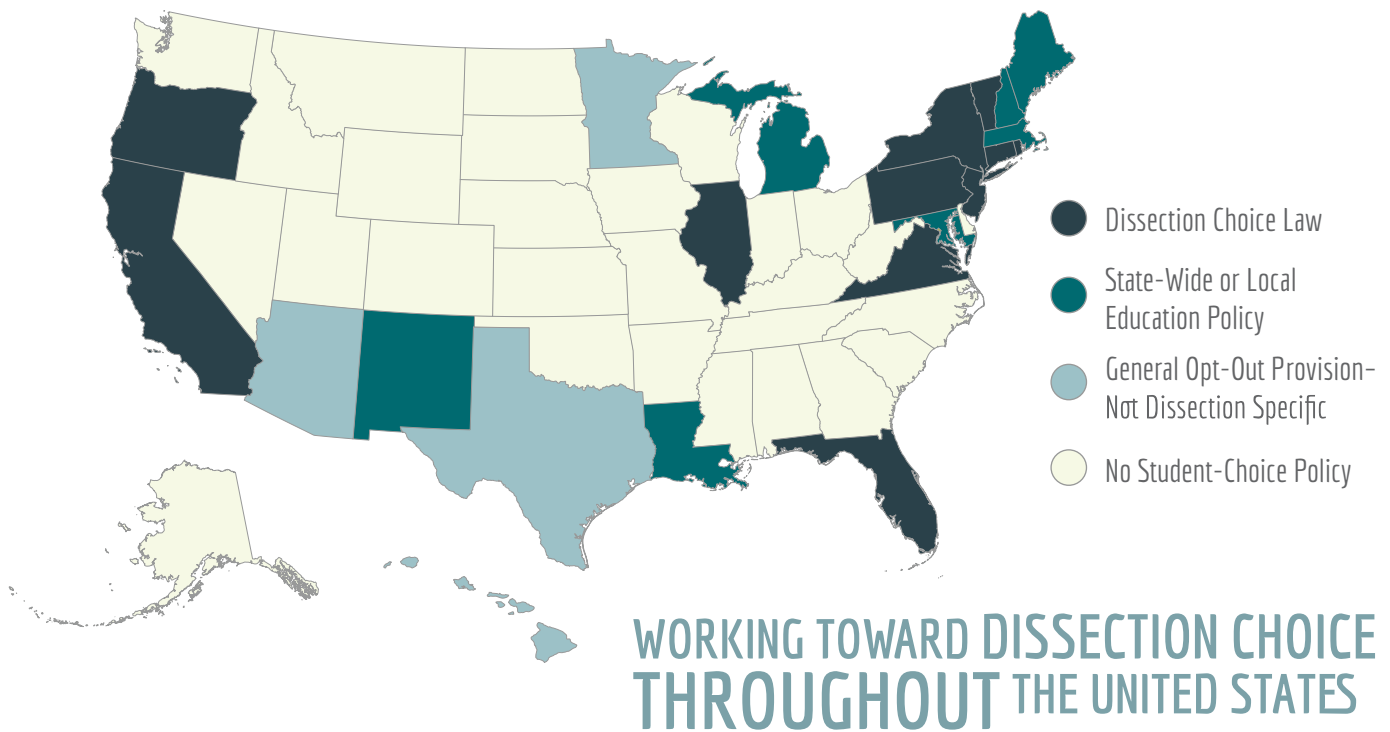 Dissection Choice Law
State-Wide or Local
Education Policy
General Opt-Out Provision–
Not Dissection Specific
No Student-Choice Policy
WORKING TOWARD DISSECTION CHOICE
THROUGHOUT THE UNITED STATES